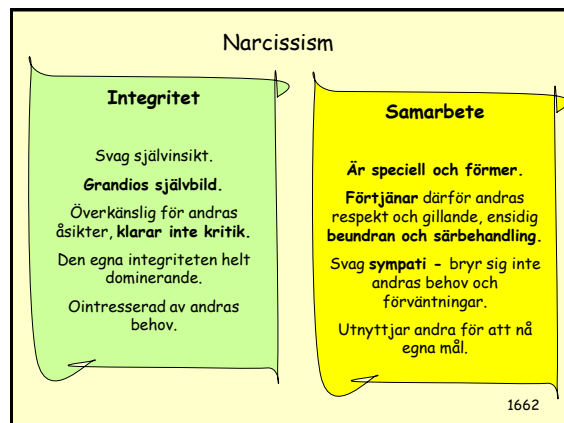 Narcissism
Integritet
Svag självinsikt.
Grandios självbild.
Överkänslig för andras
åsikter, klarar inte kritik.
Den egna integriteten helt
dominerande.
Ointresserad av andras
behov.
Samarbete
Är speciell och förmer.
Förtjänar därför andras
respekt och gillande, ensidig
beundran och särbehandling.
Svag sympati - bryr sig inte
andras behov och
förväntningar.
Utnyttjar andra för att nå
egna mål.
1662